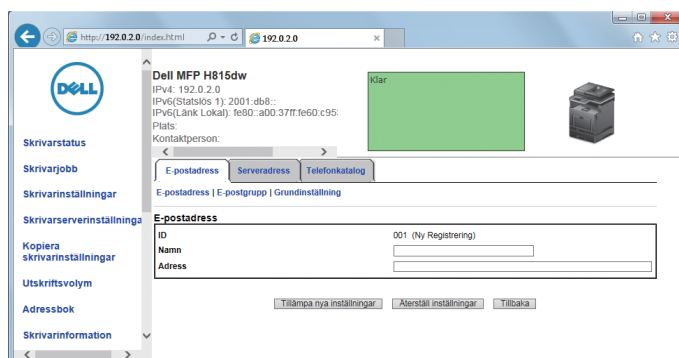 http://192.0.2.0/index.html
192.0.2.0
DELL
Dell MFP H815dw
IPv4: 192.0.2.0
IPv6(Statslös 1): 2001:db8::
IPv6(Länk Lokal): fe80::a00:37ff:fe60:c95
Plats:
Kontaktperson:
Klar
Skrivarstatus
Skrivarjobb
Skrivarinställningar
Skrivarserverinställninga
Kopiera
skrivarinställningar
Utskriftsvolym
Adressbok
Skrivarinformation
E-postadress Serveradress Telefonkatalog
E-postadress | E-postgrupp | Grundinställning
E-postadress
ID 001 (Ny Registrering)
Namn
Adress
Tillämpa nya inställningar Återställ inställningar Tillbaka